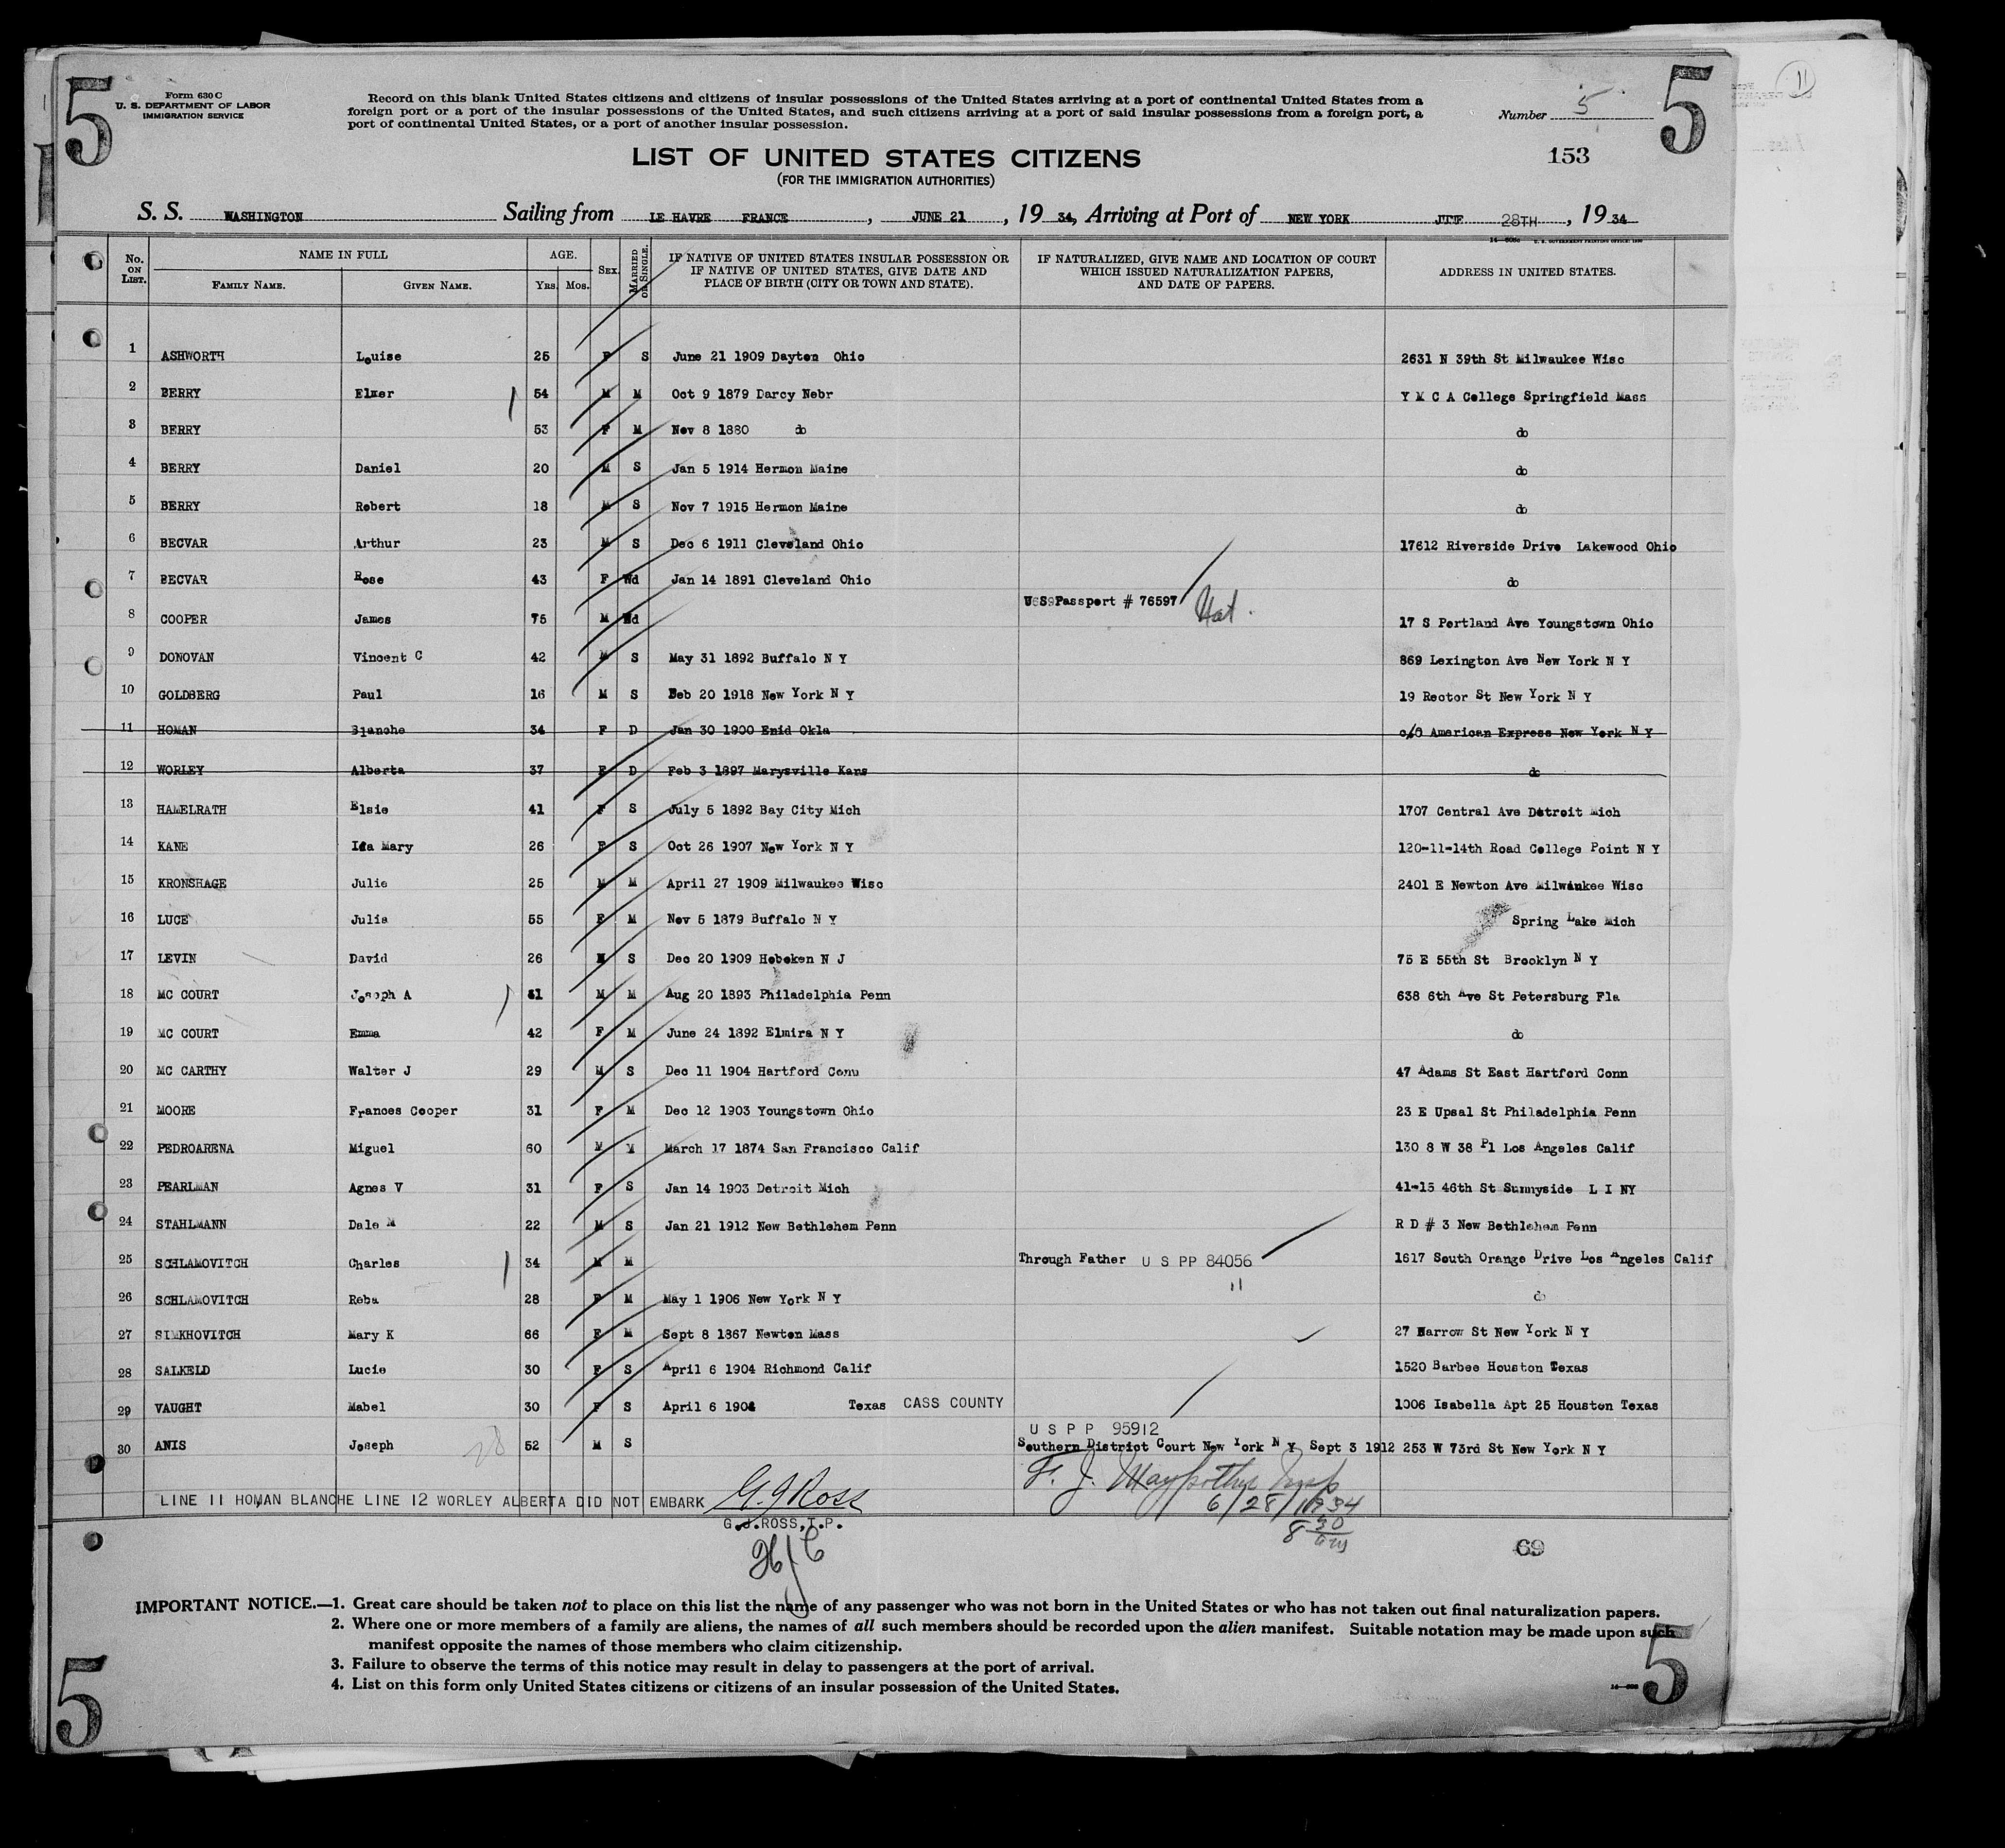 5
5
Form 630 C
U. S. DEPARTMENT OF LABOR
IMMIGRATION SERVICE
Record on this blank United States citizens and citizens of insular possessions of the United States arriving at a port of continental United States from a
foreign port or a port of the insular possessions of the United States, and such citizens arriving at a port of said insular possessions from a foreign port, a
port of continental United States, or a port of another insular possession.
Number 5
153
LIST OF UNITED STATES CITIZENS
(FOR THE IMMIGRATION AUTHORITIES)
S. S. WASHINGTON Sailing from LE HAVRE FRANCE, JUNE 21, 19 34, Arriving at Port of NEW YORK 28TH, 19 34
No. ON LIST. NAME IN FULL FAMILY NAME. GIVEN NAME. AGE. Yrs. Mos. SEX. MARRIED OR SINGLE. IF NATIVE OF UNITED STATES INSULAR POSSESSION OR IF NATIVE OF UNITED STATES, GIVE DATE AND PLACE OF BIRTH (CITY OR TOWN AND STATE). IF NATURALIZED, GIVE NAME AND LOCATION OF COURT WHICH ISSUED NATURALIZATION PAPERS, AND DATE OF PAPERS. ADDRESS IN UNITED STATES.
1 ASHWORTH Louise 25 F S June 21 1909 Dayton Ohio 2631 N 39th St Milwaukee Wisc
2 BERRY Elmer 54 M M Oct 9 1879 Darcy Nebr Y M C A College Springfield Mass
3 BERRY 53 F M Nov 8 1880 do do
4 BERRY Daniel 20 M S Jan 5 1914 Hermon Maine do
5 BERRY Robert 18 M S Nov 7 1915 Hermon Maine do
6 BECVAR Arthur 23 M S Dec 6 1911 Cleveland Ohio 17612 Riverside Drive Lakewood Ohio
7 BECVAR Rose 43 F Wd Jan 14 1891 Cleveland Ohio do
8 COOPER James 75 M Wd U S Passport # 76597 Nat. 17 S Portland Ave Youngstown Ohio
9 DONOVAN Vincent C 42 M S May 31 1892 Buffalo N Y 869 Lexington Ave New York N Y
10 GOLDBERG Paul 16 M S Feb 20 1918 New York N Y 19 Rector St New York N Y
11 HOMAN Blanche 34 F D Jan 30 1900 Enid Okla c/o American Express New York N Y
12 WORLEY Alberta 37 F D Feb 3 1897 Marysville Kans do
13 HAMELRATH Elsie 41 F S July 5 1892 Bay City Mich 1707 Central Ave Detroit Mich
14 KANE Ida Mary 26 F S Oct 26 1907 New York N Y 120-11-14th Road College Point N Y
15 KRONSHAGE Julie 25 M M April 27 1909 Milwaukee Wisc 2401 E Newton Ave Milwaukee Wisc
16 LUCE Julia 55 F M Nov 5 1879 Buffalo N Y Spring Lake Mich
17 LEVIN David 26 M S Dec 20 1909 Hoboken N J 75 E 55th St Brooklyn N Y
18 MC COURT Joseph A M M Aug 20 1893 Philadelphia Penn 638 6th Ave St Petersburg Fla
19 MC COURT Emma 42 F M June 24 1892 Elmira N Y do
20 MC CARTHY Walter J 29 M S Dec 11 1904 Hartford Conn 47 Adams St East Hartford Conn
21 MOORE Frances Cooper 31 F M Dec 12 1903 Youngstown Ohio 23 E Upsal St Philadelphia Penn
22 PEDROARENA Miguel 60 M M March 17 1874 San Francisco Calif 130 8 W 38 Pl Los Angeles Calif
23 PEARLMAN Agnes V 31 F S Jan 14 1903 Detroit Mich 41-15 46th St Sunnyside L I NY
24 STAHLMANN Dale M 22 M S Jan 21 1912 New Bethlehem Penn R D # 3 New Bethlehem Penn
25 SCHLAMOVITCH Charles 34 M M Through Father U S PP 84056 1617 South Orange Drive Los Angeles Calif
26 SCHLAMOVITCH Reba 28 F M May 1 1906 New York N Y " do
27 SIMKHOVITCH Mary K 66 F M Sept 8 1867 Newton Mass 27 Barrow St New York N Y
28 SALKELD Lucie 30 F S April 6 1904 Richmond Calif 1520 Barbee Houston Texas
29 VAUGHT Mabel 30 F S April 6 1904 Texas CASS COUNTY 1006 Isabella Apt 25 Houston Texas
U S P P 95912
30 ANIS Joseph 52 M S Southern District Court New York N Y Sept 3 1912 253 W 73rd St New York N Y
28
LINE 11 HOMAN BLANCHE LINE 12 WORLEY ALBERTA DID NOT EMBARK G. J. Ross
G.J.ROSS,T.P.
F. J. Insp
6/28/1934
8 30
69
IMPORTANT NOTICE.—1. Great care should be taken not to place on this list the name of any passenger who was not born in the United States or who has not taken out final naturalization papers.
2. Where one or more members of a family are aliens, the names of all such members should be recorded upon the alien manifest. Suitable notation may be made upon such
manifest opposite the names of those members who claim citizenship.
3. Failure to observe the terms of this notice may result in delay to passengers at the port of arrival.
4. List on this form only United States citizens or citizens of an insular possession of the United States.
5
5